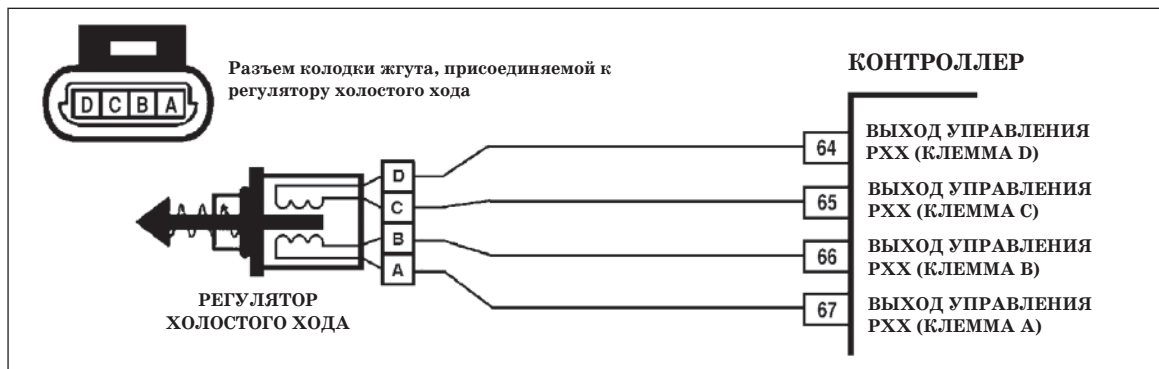 Разъем колодки жгута, присоединяемой к
регулятору холостого хода
D C B A
КОНТРОЛЛЕР
D
C
B
A
64
ВЫХОД УПРАВЛЕНИЯ
РХХ (КЛЕММА D)
65
ВЫХОД УПРАВЛЕНИЯ
РХХ (КЛЕММА C)
66
ВЫХОД УПРАВЛЕНИЯ
РХХ (КЛЕММА B)
67
ВЫХОД УПРАВЛЕНИЯ
РХХ (КЛЕММА A)
РЕГУЛЯТОР
ХОЛОСТОГО ХОДА